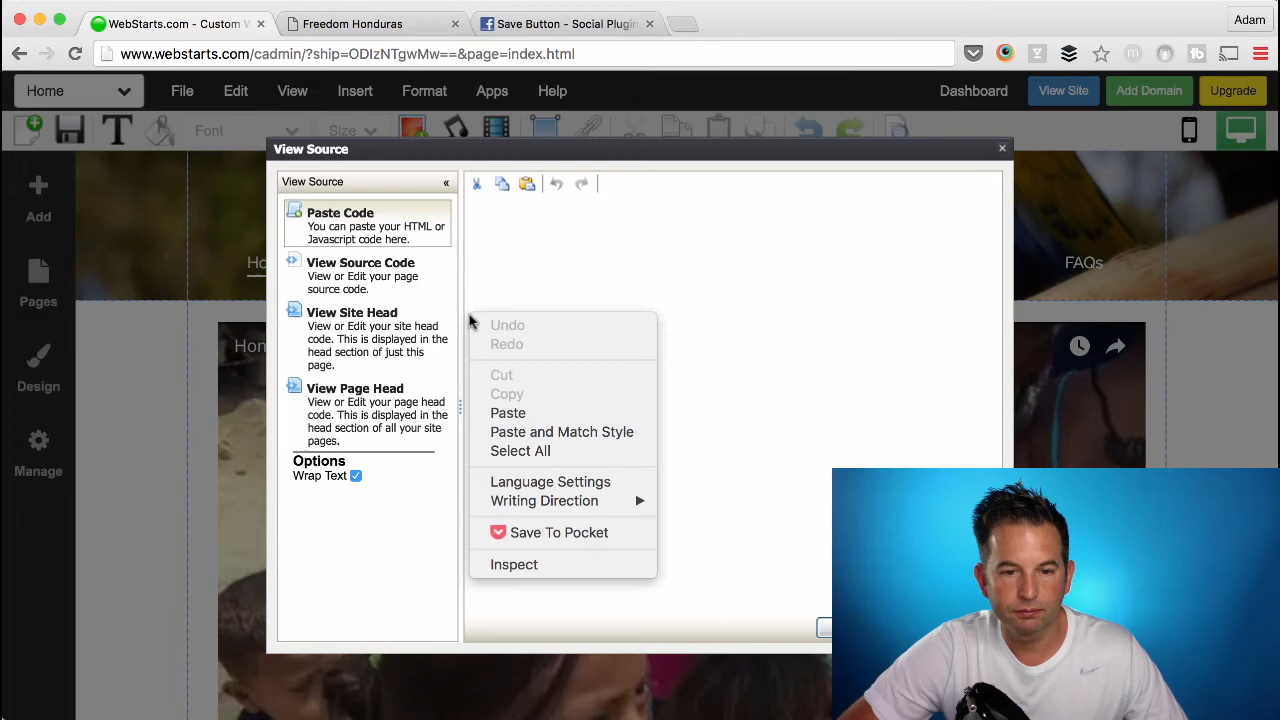 WebStarts.com - Custom W
Freedom Honduras
Save Button - Social Plugin
Adam
www.webstarts.com/cadmin/?ship=ODIzNTgwMw==&page=index.html
Home
File
Edit
View
Insert
Format
Apps
Help
Dashboard
View Site
Add Domain
Upgrade
T
Font
Size
View Source
View Source
«
Paste Code
You can paste your HTML or
Javascript code here.
View Source Code
View or Edit your page
source code.
View Site Head
View or Edit your site head
code. This is displayed in the
head section of just this
page.
View Page Head
View or Edit your page head
code. This is displayed in the
head section of all your site
pages.
Options
Wrap Text
Undo
Redo
Cut
Copy
Paste
Paste and Match Style
Select All
Language Settings
Writing Direction
Save To Pocket
Inspect
Add
Pages
Design
Manage
Ho
FAQs
Hon